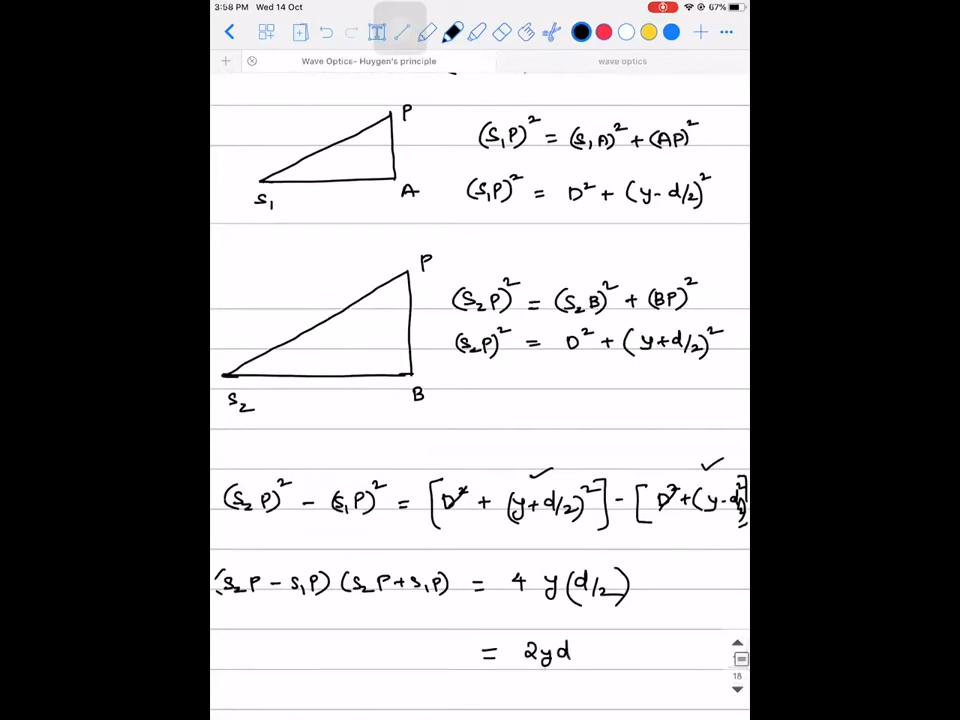 3:58 PM Wed 14 Oct 67%
Wave Optics- Huygen's principle wave optics
P
(S₁P)² = (S₁A)² + (AP)²
S₁ A
(S₁P)² = D² + (y - d/2)²
P
(S₂P)² = (S₂B)² + (BP)²
(S₂P)² = D² + (y+d/2)²
S₂ B
(S₂P)² - (S₁P)² = [D² + (y+d/2)²] - [D² + (y-d/2)²]
(S₂P - S₁P) (S₂P + S₁P) = 4 y (d/2)
= 2yd
18